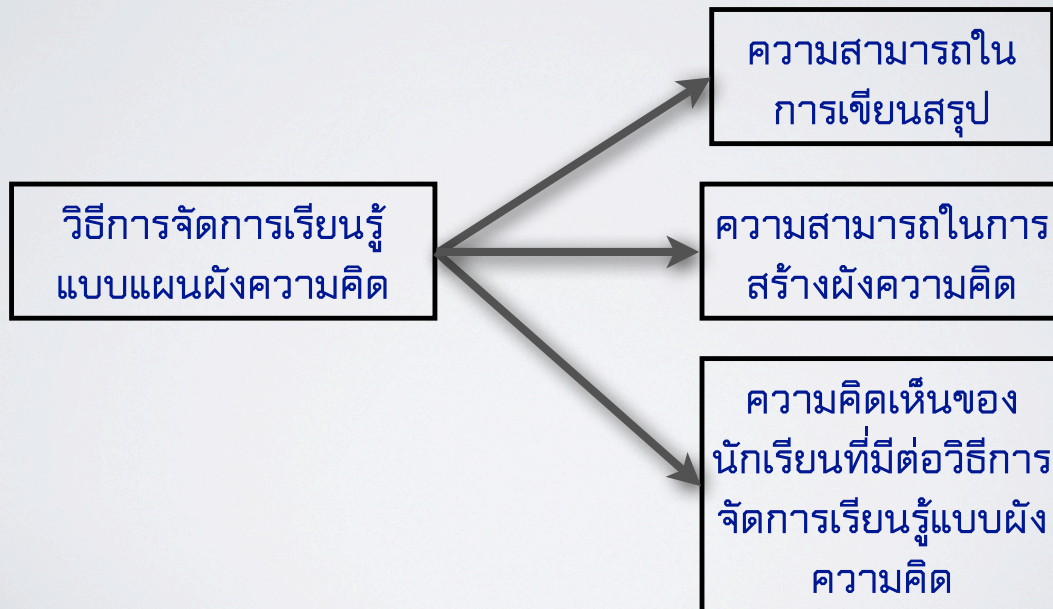 ความสามารถใน
การเขียนสรุป
วิธีการจัดการเรียนรู้
แบบแผนผังความคิด
ความสามารถในการ
สร้างผังความคิด
ความคิดเห็นของ
นักเรียนที่มีต่อวิธีการ
จัดการเรียนรู้แบบผัง
ความคิด